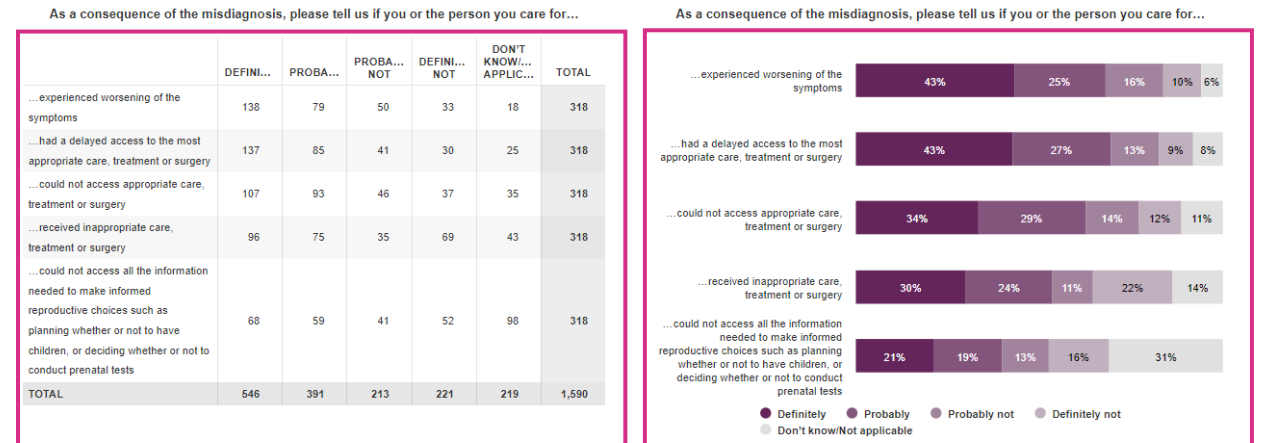 As a consequence of the misdiagnosis, please tell us if you or the person you care for…
DEFINI… PROBA… PROBA… NOT DEFINI… NOT DON'T KNOW/… APPLIC… TOTAL
…experienced worsening of the
symptoms
138 79 50 33 18 318
…had a delayed access to the most
appropriate care, treatment or surgery
137 85 41 30 25 318
…could not access appropriate care,
treatment or surgery
107 93 46 37 35 318
…received inappropriate care,
treatment or surgery
96 75 35 69 43 318
…could not access all the information
needed to make informed
reproductive choices such as
planning whether or not to have
children, or deciding whether or not to
conduct prenatal tests
68 59 41 52 98 318
TOTAL 546 391 213 221 219 1,590
As a consequence of the misdiagnosis, please tell us if you or the person you care for…
…experienced worsening of the
symptoms
43% 25% 16% 10% 6%
…had a delayed access to the most
appropriate care, treatment or surgery
43% 27% 13% 9% 8%
…could not access appropriate care,
treatment or surgery
34% 29% 14% 12% 11%
…received inappropriate care,
treatment or surgery
30% 24% 11% 22% 14%
…could not access all the information
needed to make informed
reproductive choices such as planning
whether or not to have children, or
deciding whether or not to conduct
prenatal tests
21% 19% 13% 16% 31%
Definitely Probably Probably not Definitely not
Don't know/Not applicable